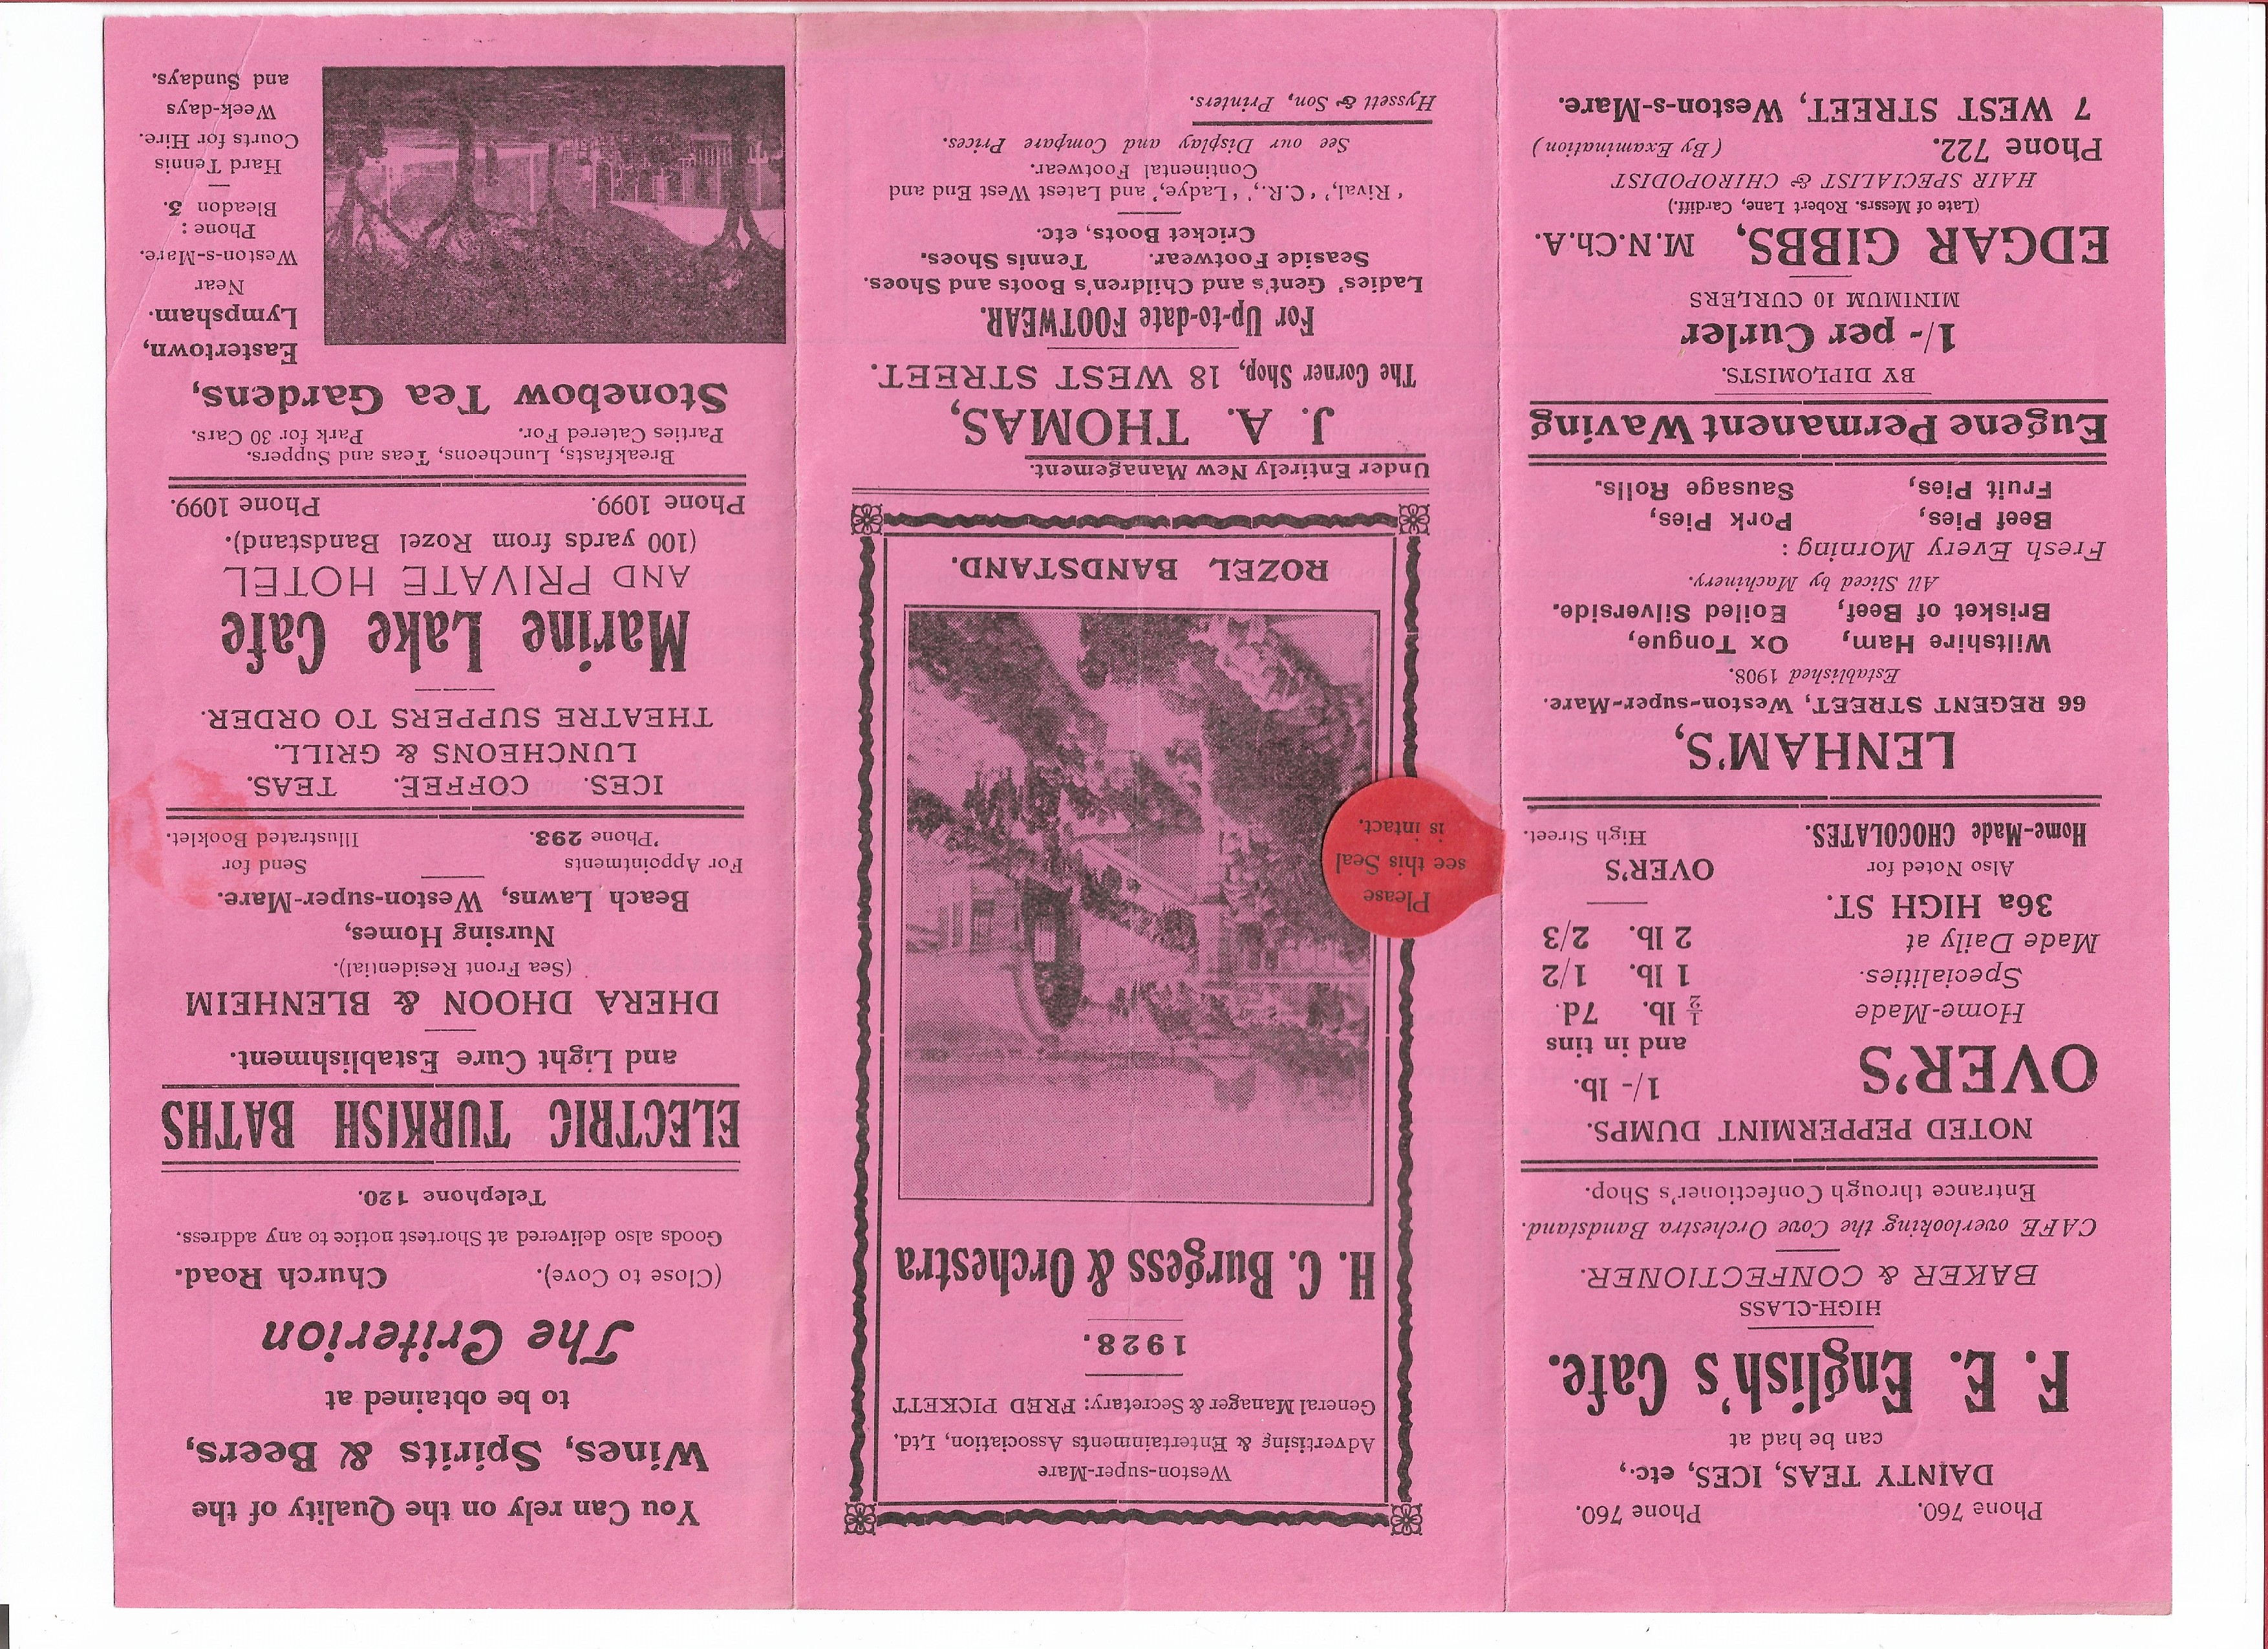 Phone 760. Phone 760.
DAINTY TEAS, ICES, etc.,
can be had at
F. E. English's Cafe.
HIGH-CLASS
BAKER & CONFECTIONER.
CAFE overlooking the Cove Orchestra Bandstand.
Entrance through Confectioner's Shop.
NOTED PEPPERMINT DUMPS.
OVER'S
Home-Made
Specialities.
Made Daily at
36a HIGH ST.
Also Noted for
Home-Made CHOCOLATES.
1/- lb.
and in tins
½ lb. 7d.
1 lb. 1/2
2 lb. 2/3
OVER'S
High Street.
LENHAM'S,
66 REGENT STREET, Weston-super-Mare.
Established 1908.
Wiltshire Ham, Ox Tongue,
Brisket of Beef, Eoiled Silverside.
All Sliced by Machinery.
Fresh Every Morning :
Beef Pies, Pork Pies,
Fruit Pies, Sausage Rolls.
Eugene Permanent Waving
BY DIPLOMISTS.
1/- per Curler
MINIMUM 10 CURLERS
EDGAR GIBBS, M.N.Ch.A.
(Late of Messrs. Robert Lane, Cardiff.)
HAIR SPECIALIST & CHIROPODIST
Phone 722. (By Examination)
7 WEST STREET, Weston-s-Mare.
Weston-super-Mare
Advertising & Entertainments Association, Ltd,
General Manager & Secretary: FRED PICKETT
1928.
H. C. Burgess & Orchestra
Please
see this Seal
is intact.
ROZEL BANDSTAND.
Under Entirely New Management.
J. A. THOMAS,
The Corner Shop, 18 WEST STREET.
For Up-to-date FOOTWEAR.
Ladies' Gent's and Children's Boots and Shoes
Seaside Footwear. Tennis Shoes.
Cricket Boots, etc.
'Rival,' 'C.R.,' 'Ladye,' and Latest West End and
Continental Footwear.
See our Display and Compare Prices.
Hyssett & Son, Printers.
You Can rely on the Quality of the
Wines, Spirits & Beers,
to be obtained at
The Criterion
(Close to Cove). Church Road.
Goods also delivered at Shortest notice to any address.
Telephone 120.
ELECTRIC TURKISH BATHS
and Light Cure Establishment.
DHERA DHOON & BLENHEIM
(Sea Front Residential).
Nursing Homes,
Beach Lawns, Weston-super-Mare.
For Appointments Send for
'Phone 293. Illustrated Booklet.
ICES. COFFEE. TEAS.
LUNCHEONS & GRILL.
THEATRE SUPPERS TO ORDER.
Marine Lake Cafe
AND PRIVATE HOTEL
(100 yards from Rozel Bandstand).
Phone 1099. Phone 1099.
Breakfasts, Luncheons, Teas and Suppers.
Parties Catered For. Park for 30 Cars.
Stonebow Tea Gardens,
Eastertown,
Lympsham.
Near
Weston-s-Mare.
Phone :
Bleadon 3.
Hard Tennis
Courts for Hire.
Week-days
and Sundays.